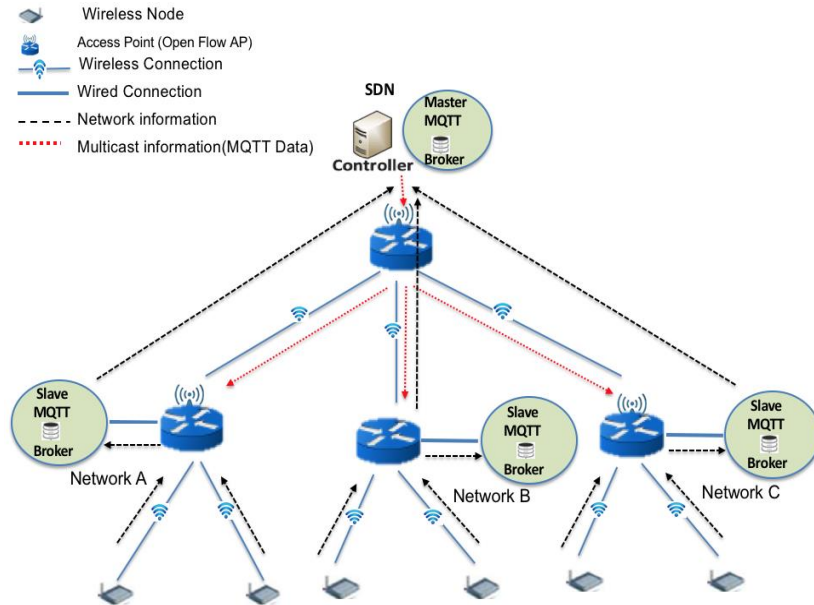 Wireless Node
Access Point (Open Flow AP)
Wireless Connection
Wired Connection
Network information
Multicast information(MQTT Data)
SDN
Controller
Master
MQTT
Broker
Slave
MQTT
Broker
Network A
Slave
MQTT
Broker
Network B
Slave
MQTT
Broker
Network C